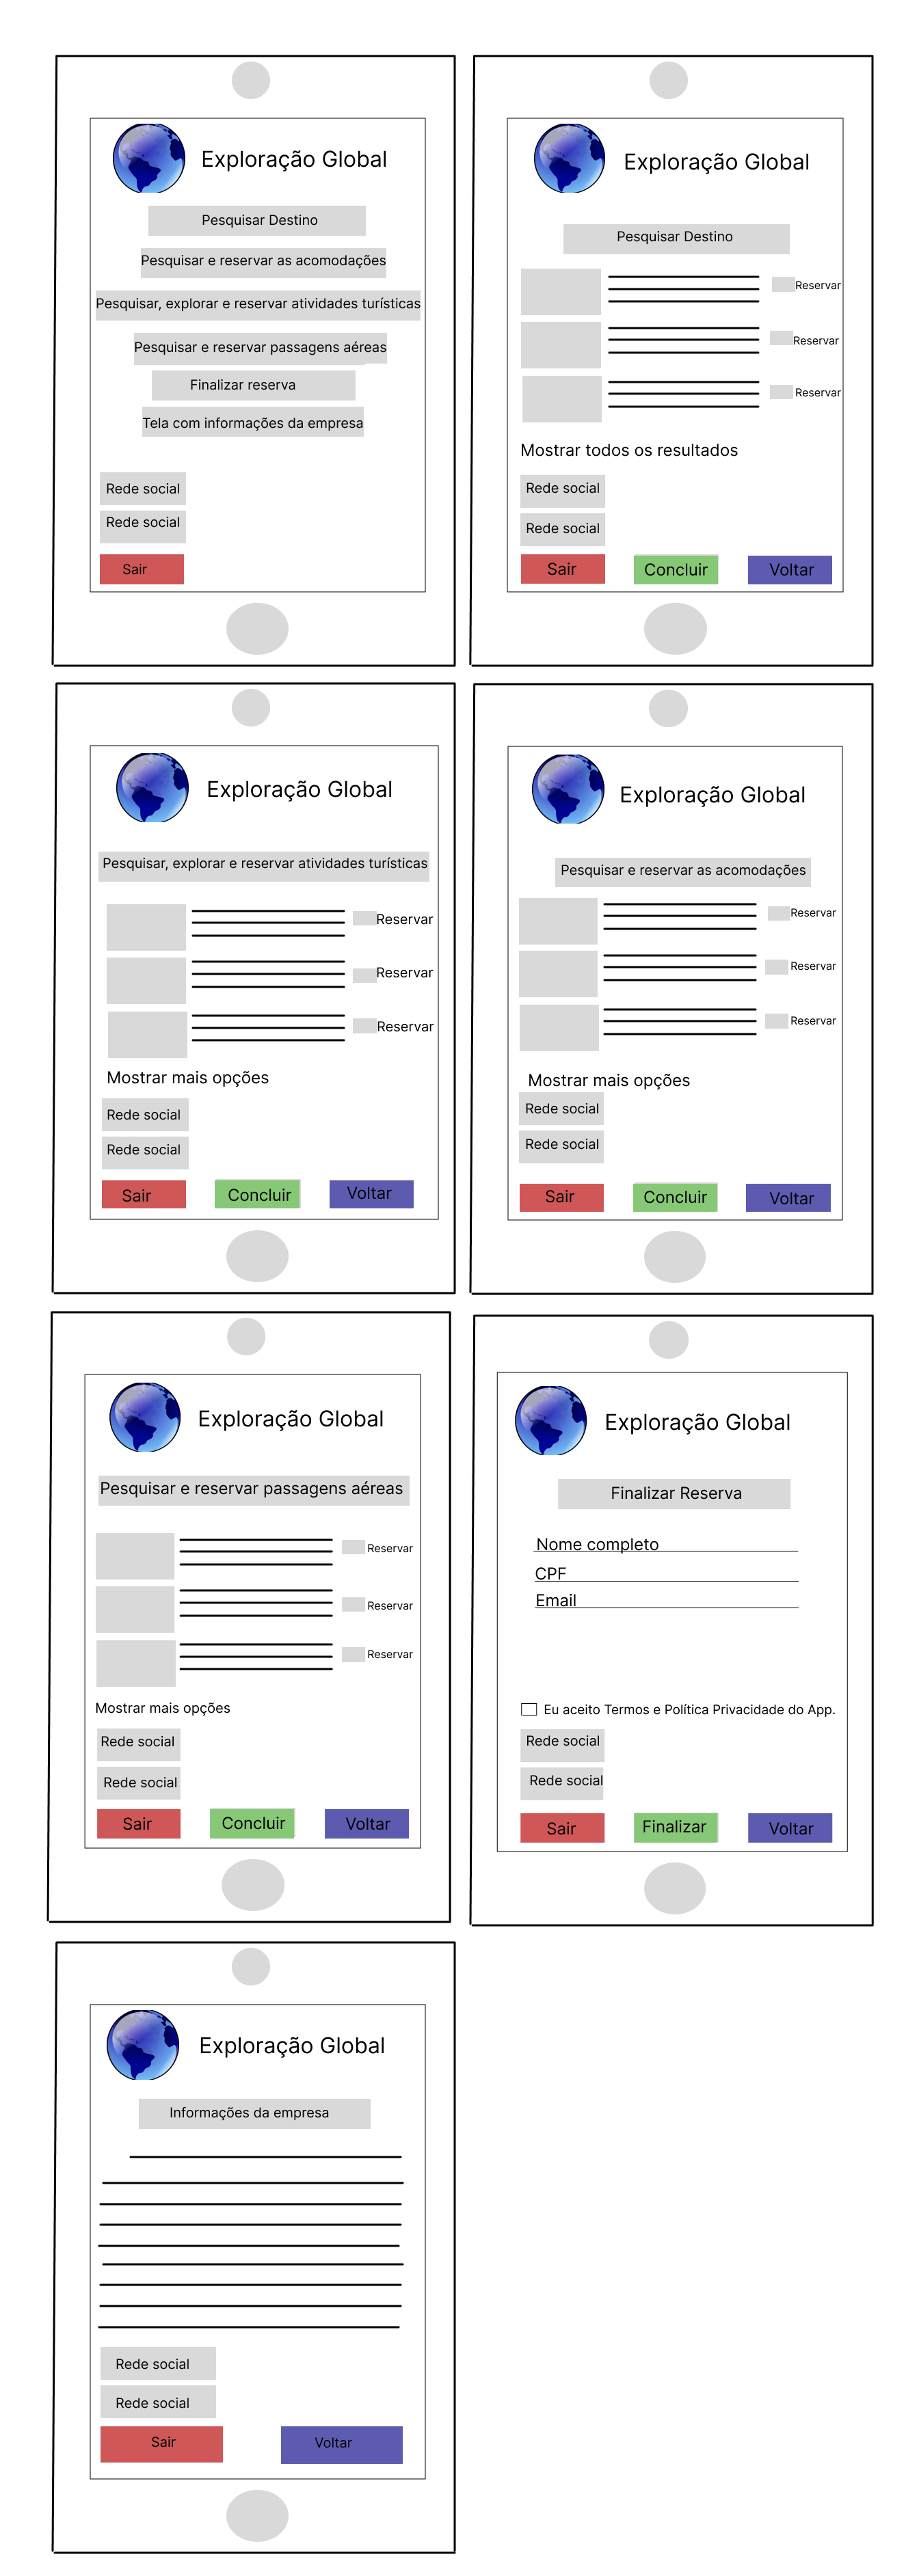 Exploração Global
Pesquisar Destino
Pesquisar e reservar as acomodações
Pesquisar, explorar e reservar atividades turísticas
Pesquisar e reservar passagens aéreas
Finalizar reserva
Tela com informações da empresa
Rede social
Rede social
Sair
Exploração Global
Pesquisar Destino
Reservar
Reservar
Reservar
Mostrar todos os resultados
Rede social
Rede social
Sair Concluir Voltar
Exploração Global
Pesquisar, explorar e reservar atividades turísticas
Reservar
Reservar
Reservar
Mostrar mais opções
Rede social
Rede social
Sair Concluir Voltar
Exploração Global
Pesquisar e reservar as acomodações
Reservar
Reservar
Reservar
Mostrar mais opções
Rede social
Rede social
Sair Concluir Voltar
Exploração Global
Pesquisar e reservar passagens aéreas
Reservar
Reservar
Reservar
Mostrar mais opções
Rede social
Rede social
Sair Concluir Voltar
Exploração Global
Finalizar Reserva
Nome completo
CPF
Email
Eu aceito Termos e Política Privacidade do App.
Rede social
Rede social
Sair Finalizar Voltar
Exploração Global
Informações da empresa
Rede social
Rede social
Sair Voltar